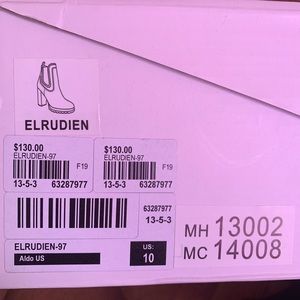 ELRUDIEN
$130.00
ELRUDIEN-97
F19
13-5-3 63287977
$130.00
ELRUDIEN-97
F19
13-5-3 63287977
63287977
13-5-3
ELRUDIEN-97
Aldo US
US:
10
MH 13002
MC 14008